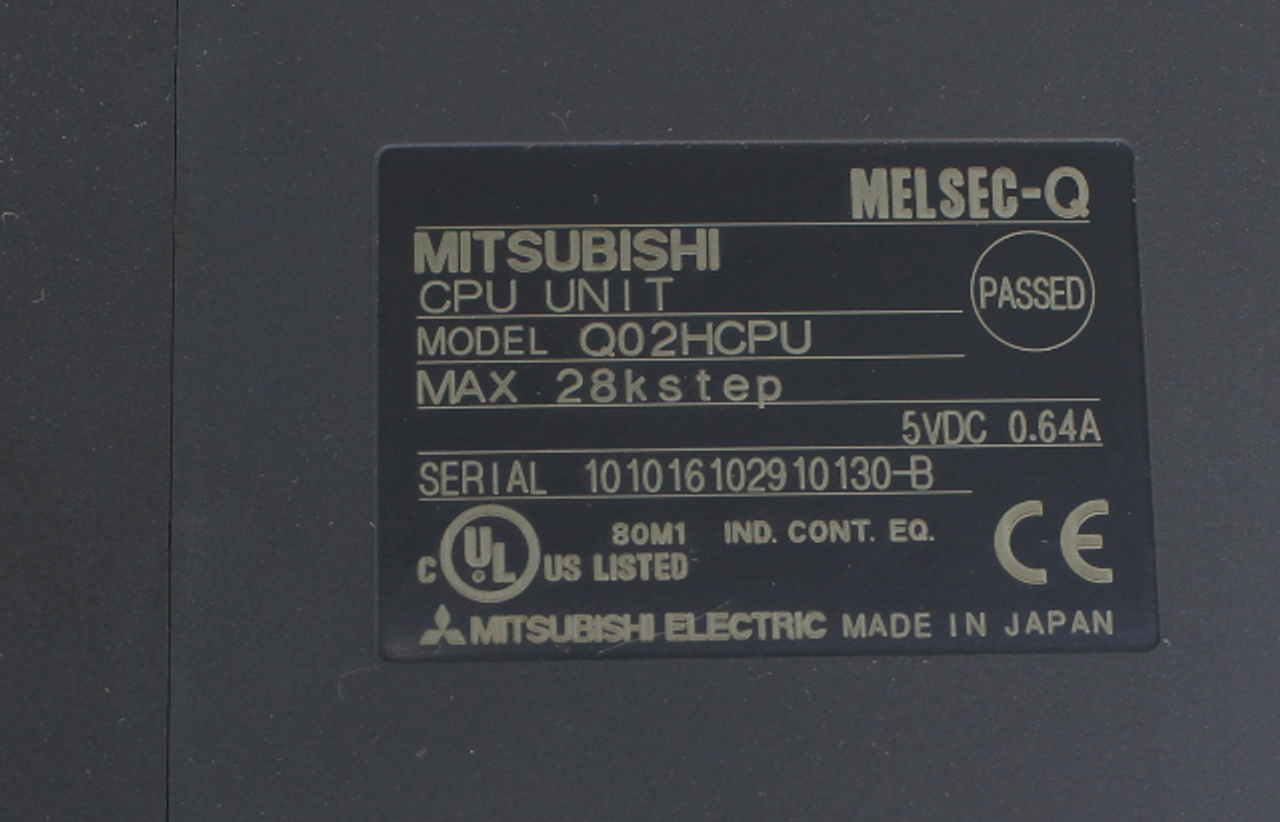 MELSEC-Q
MITSUBISHI
CPU UNIT
PASSED
MODEL Q02HCPU
MAX 28kstep
5VDC 0.64A
SERIAL 101016102910130-B
80M1 IND. CONT. EQ.
C UL US LISTED
CE
MITSUBISHI ELECTRIC MADE IN JAPAN